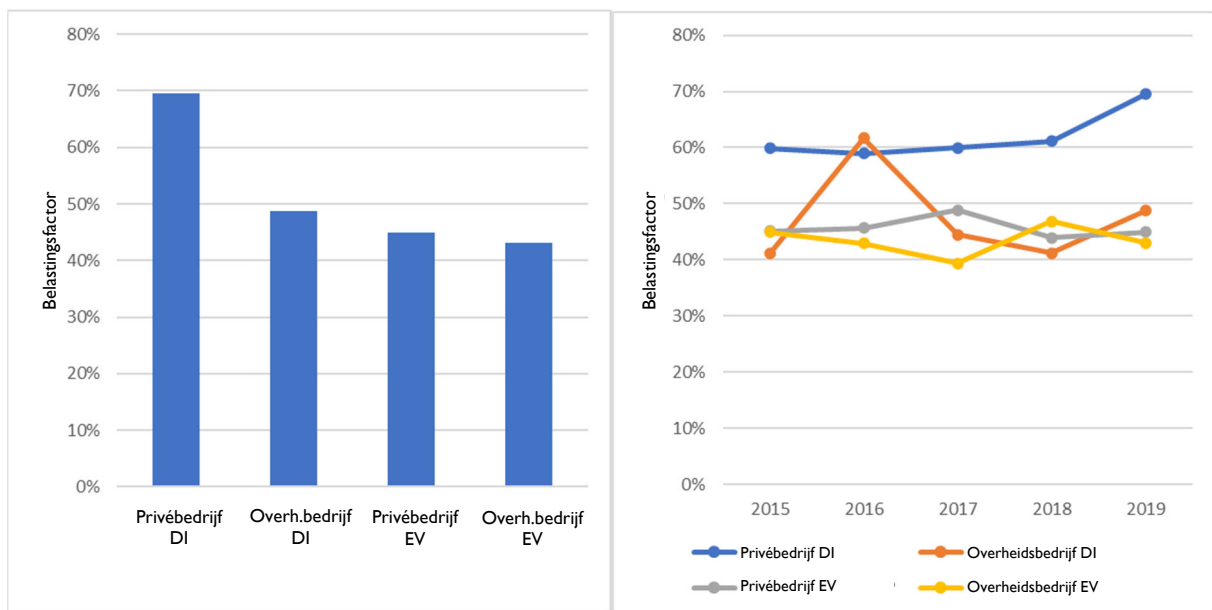 80%
70%
60%
50%
40%
30%
20%
10%
0%
Belastingsfactor
Privébedrijf
DI
Overh.bedrijf
DI
Privébedrijf
EV
Overh.bedrijf
EV
80%
70%
60%
50%
40%
30%
20%
10%
0%
Belastingsfactor
2015 2016 2017 2018 2019
Privébedrijf DI Overheidsbedrijf DI
Privébedrijf EV Overheidsbedrijf EV